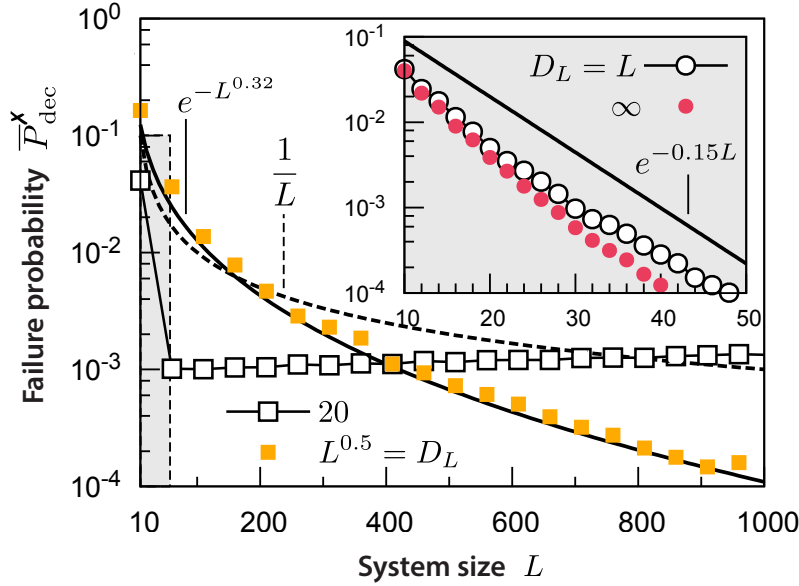 10^0
10^{-1}
10^{-2}
10^{-3}
10^{-4}
Failure probability \overline{P}^{✗}_{dec}
e^{-L^{0.32}}
1/L
20
L^{0.5} = D_L
10 200 400 600 800 1000
System size L
10^{-1}
10^{-2}
10^{-3}
10^{-4}
D_L = L
∞
e^{-0.15L}
10 20 30 40 50